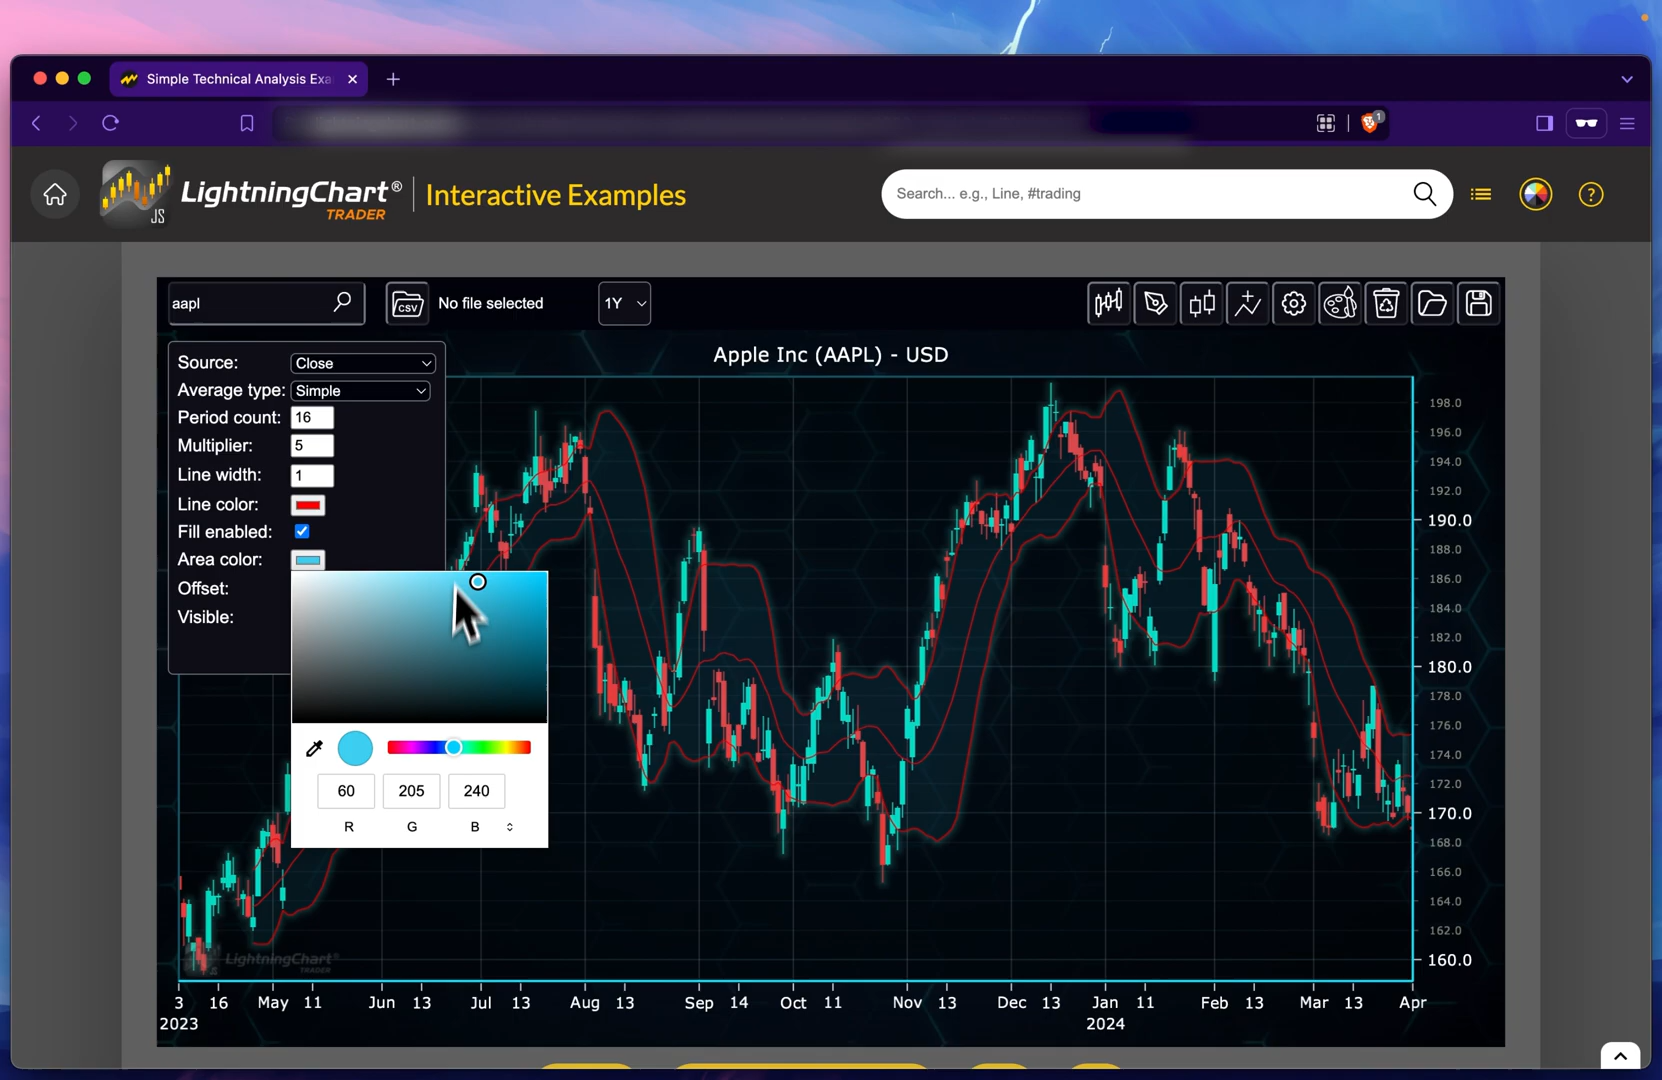 Simple Technical Analysis Exa
1
LightningChart® TRADER
JS
Interactive Examples
Search... e.g., Line, #trading
?
aapl
CSV
No file selected
1Y
Apple Inc (AAPL) - USD
Source: Close
Average type: Simple
Period count: 16
Multiplier: 5
Line width: 1
Line color:
Fill enabled:
Area color:
Offset:
Visible:
60 205 240
R G B
198.0
196.0
194.0
192.0
190.0
188.0
186.0
184.0
182.0
180.0
178.0
176.0
174.0
172.0
170.0
168.0
166.0
164.0
162.0
160.0
LightningChart®
TRADER
3 16 May 11 Jun 13 Jul 13 Aug 13 Sep 14 Oct 11 Nov 13 Dec 13 Jan 11 Feb 13 Mar 13 Apr
2023 2024